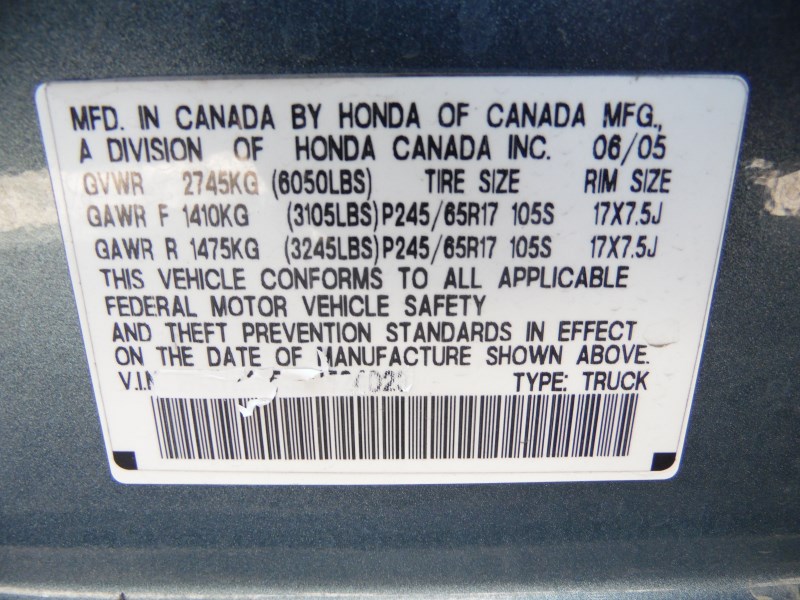 MFD. IN CANADA BY HONDA OF CANADA MFG.,
A DIVISION OF HONDA CANADA INC. 06/05
GVWR 2745KG (6050LBS) TIRE SIZE RIM SIZE
GAWR F 1410KG (3105LBS) P245/65R17 105S 17X7.5J
GAWR R 1475KG (3245LBS) P245/65R17 105S 17X7.5J
THIS VEHICLE CONFORMS TO ALL APPLICABLE
FEDERAL MOTOR VEHICLE SAFETY
AND THEFT PREVENTION STANDARDS IN EFFECT
ON THE DATE OF MANUFACTURE SHOWN ABOVE.
TYPE: TRUCK